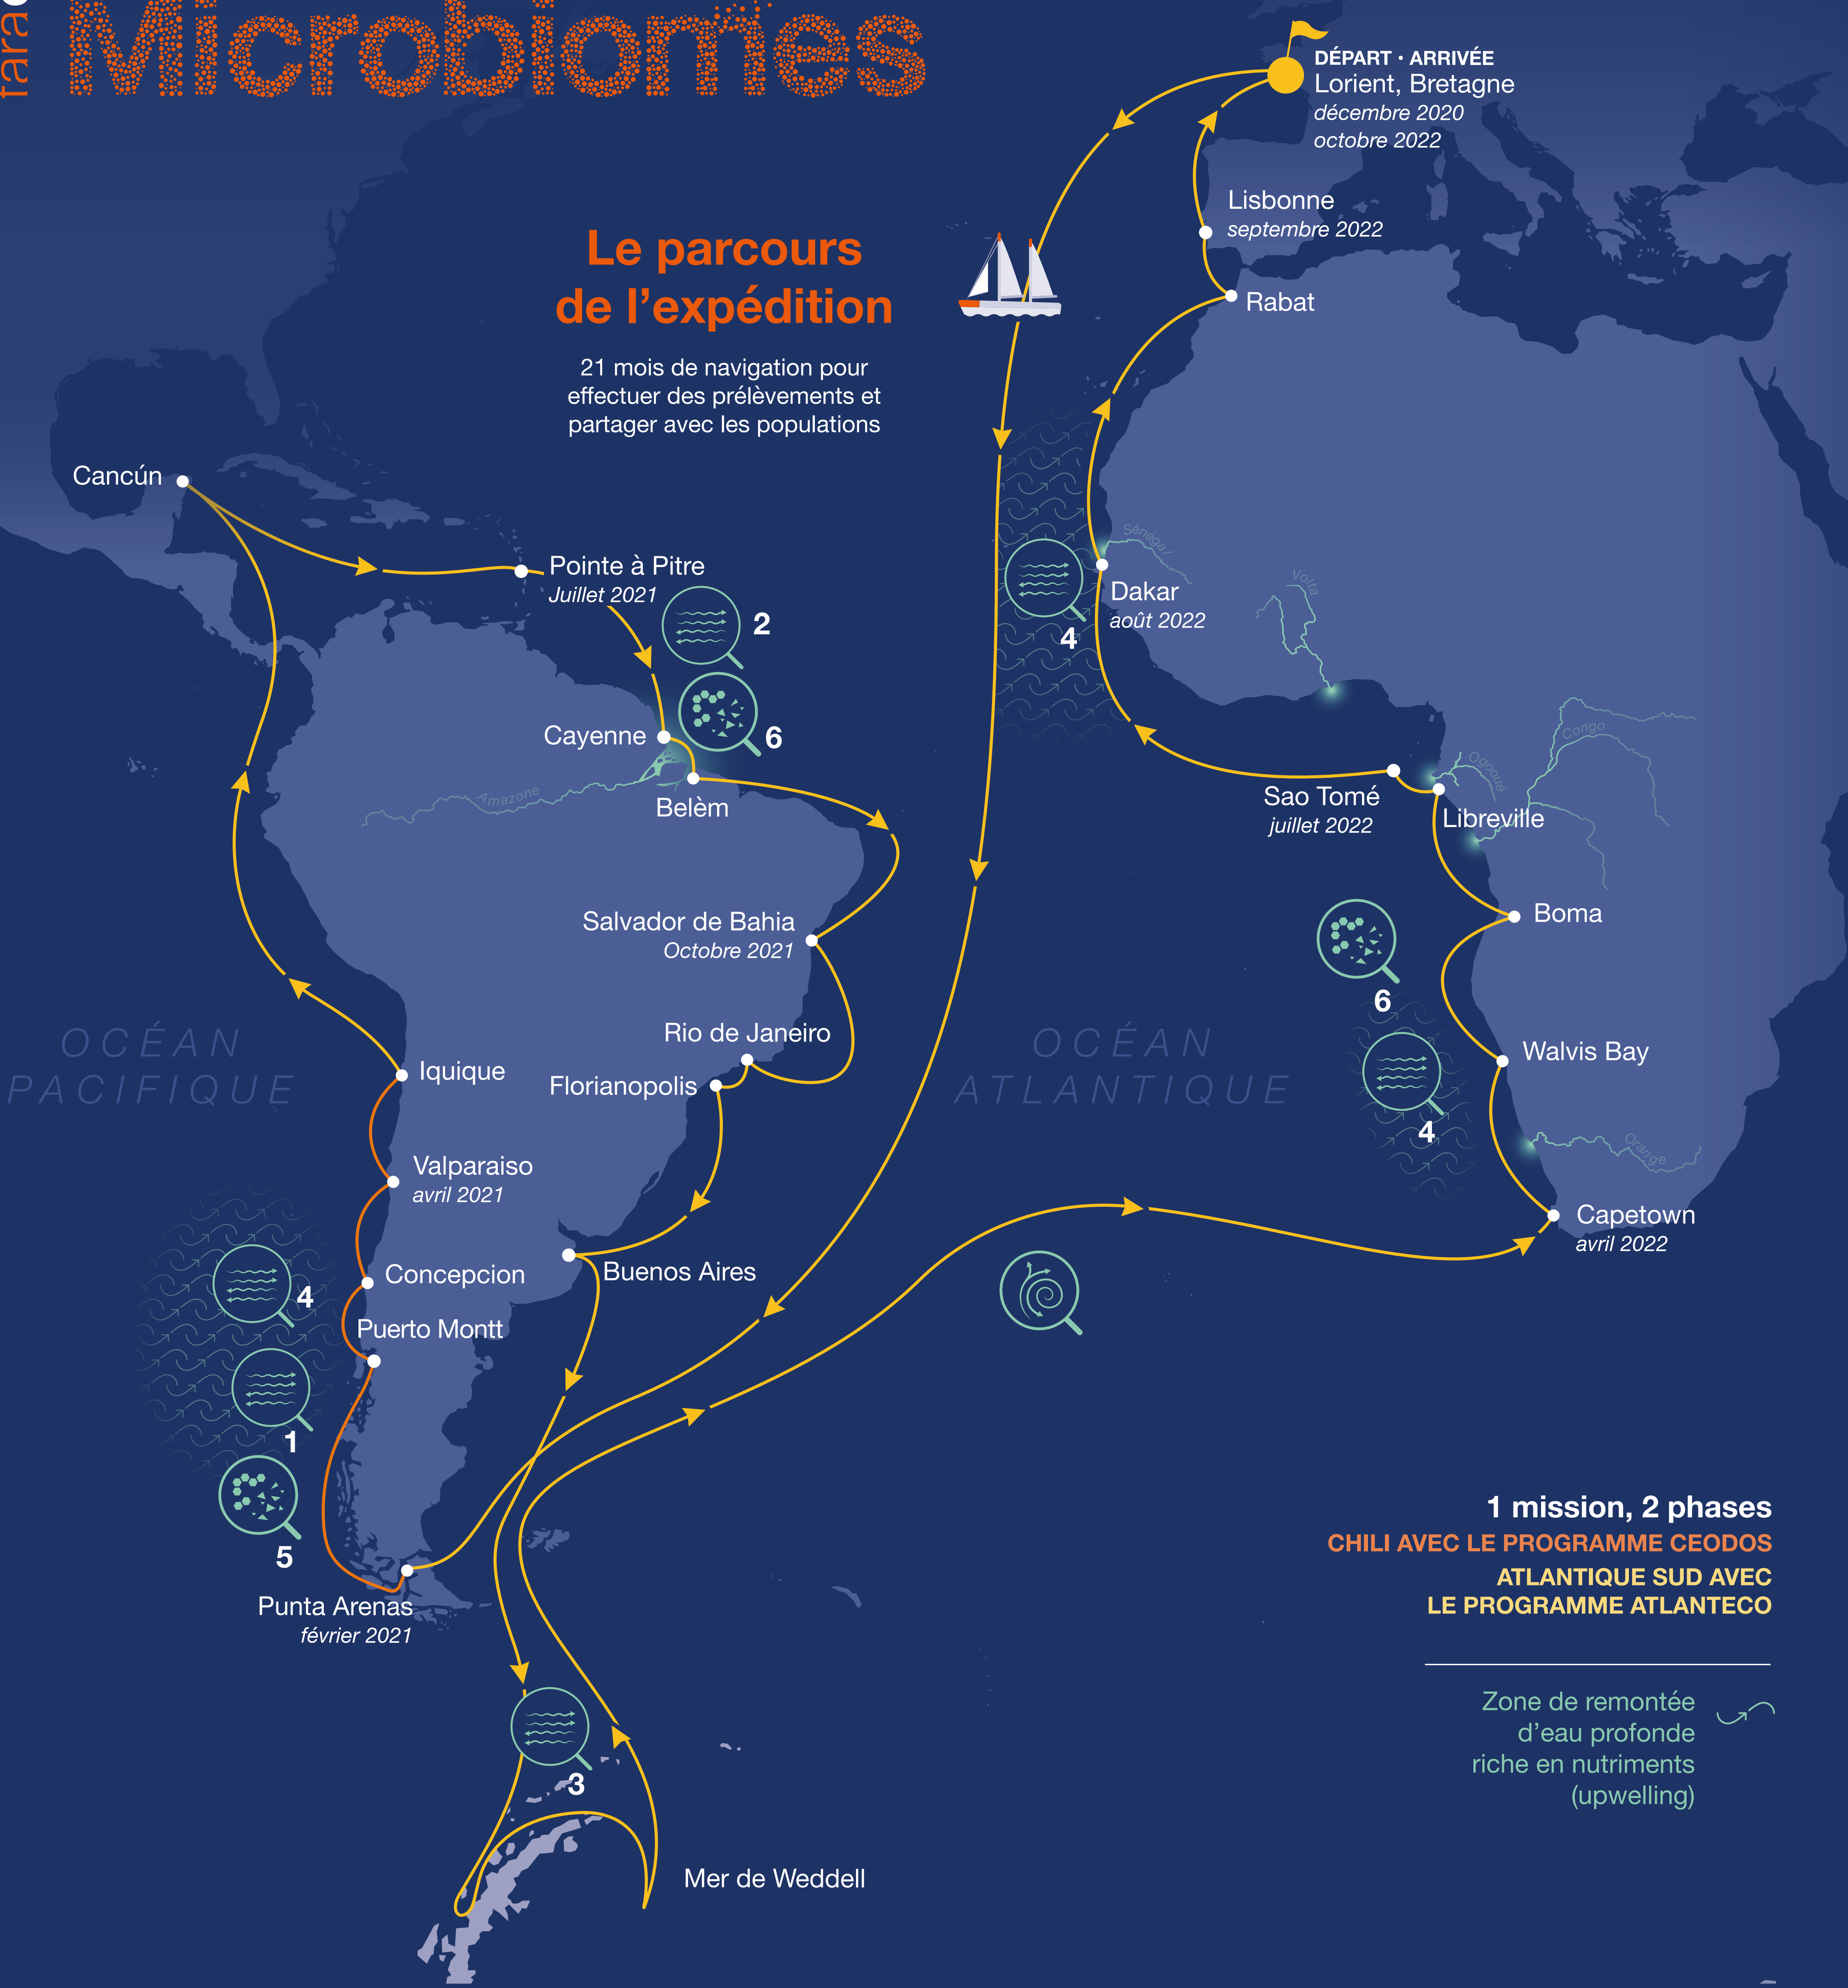 tara
Microbiomes
DÉPART • ARRIVÉE
Lorient, Bretagne
décembre 2020
octobre 2022
Lisbonne
septembre 2022
Rabat
Le parcours
de l’expédition
21 mois de navigation pour
effectuer des prélèvements et
partager avec les populations
Cancún
Pointe à Pitre
Juillet 2021
2
6
Cayenne
Belèm
Amazone
Sénégal
Volta
Dakar
août 2022
4
Sao Tomé
juillet 2022
Libreville
Ogooué
Congo
Boma
6
Walvis Bay
4
Orange
Capetown
avril 2022
Salvador de Bahia
Octobre 2021
Rio de Janeiro
Florianopolis
OCÉAN
PACIFIQUE
OCÉAN
ATLANTIQUE
Iquique
Valparaiso
avril 2021
Concepcion
Puerto Montt
Buenos Aires
4
1
5
Punta Arenas
février 2021
3
Mer de Weddell
1 mission, 2 phases
CHILI AVEC LE PROGRAMME CEODOS
ATLANTIQUE SUD AVEC
LE PROGRAMME ATLANTECO
Zone de remontée
d’eau profonde
riche en nutriments
(upwelling)